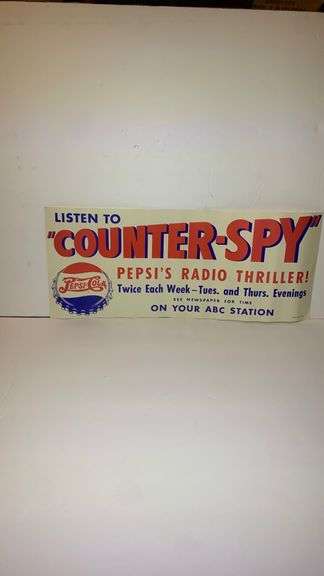 LISTEN TO
"COUNTER-SPY"
PEPSI'S RADIO THRILLER!
PEPSI-COLA
Twice Each Week - Tues. and Thurs. Evenings
SEE NEWSPAPER FOR TIME
ON YOUR ABC STATION